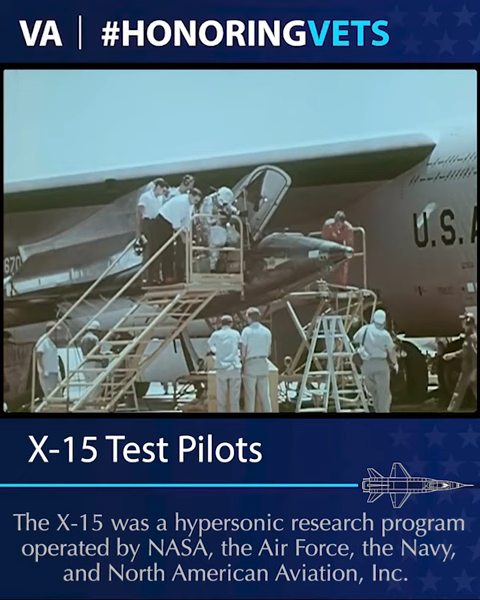 VA | #HONORINGVETS
U.S. A
670
X-15 Test Pilots
The X-15 was a hypersonic research program
operated by NASA, the Air Force, the Navy,
and North American Aviation, Inc.